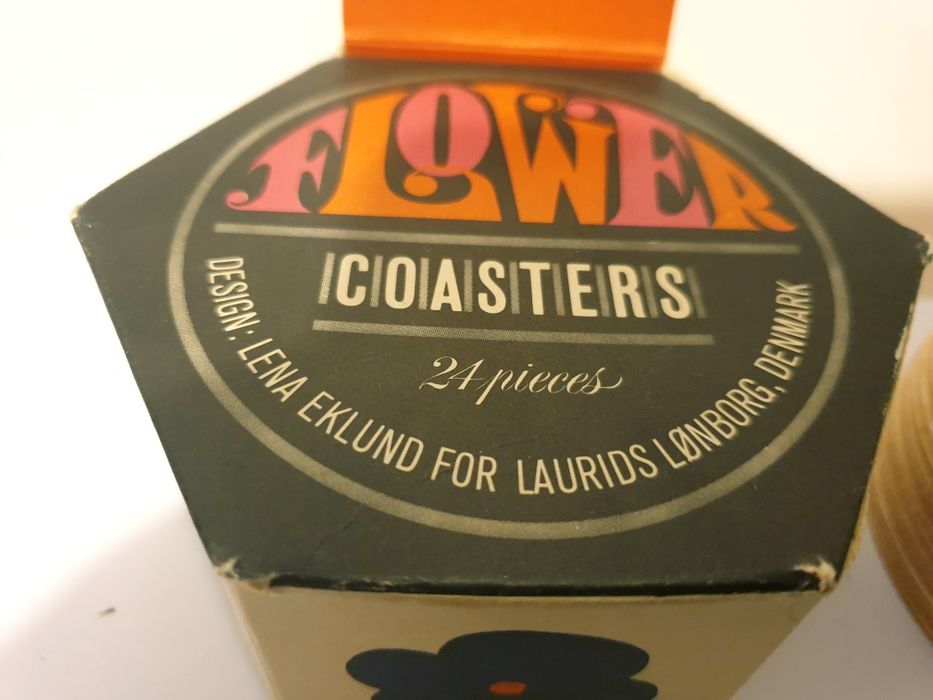 FLOWER
COASTERS
24 pieces
DESIGN: LENA EKLUND FOR LAURIDS LØNBORG, DENMARK